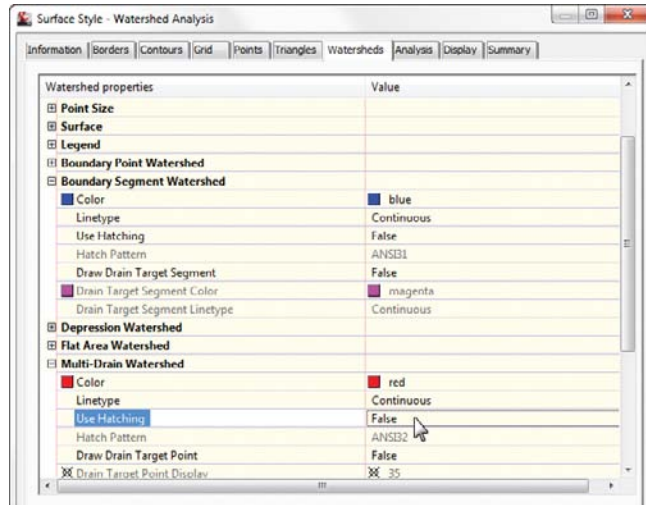 Surface Style - Watershed Analysis
Information Borders Contours Grid Points Triangles Watersheds Analysis Display Summary
Watershed properties Value
Point Size
Surface
Legend
Boundary Point Watershed
Boundary Segment Watershed
Color blue
Linetype Continuous
Use Hatching False
Hatch Pattern ANSI31
Draw Drain Target Segment False
Drain Target Segment Color magenta
Drain Target Segment Linetype Continuous
Depression Watershed
Flat Area Watershed
Multi-Drain Watershed
Color red
Linetype Continuous
Use Hatching False
Hatch Pattern ANSI32
Draw Drain Target Point False
Drain Target Point Display 35